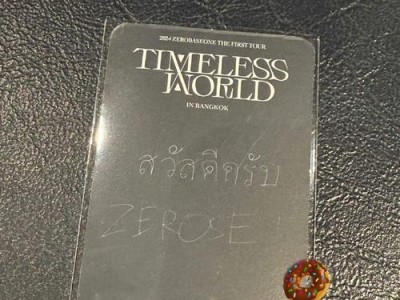 2024 ZEROBASEONE THE FIRST TOUR
TIMELESS
WORLD
IN BANGKOK
สวัสดีครับ
ZEROSE